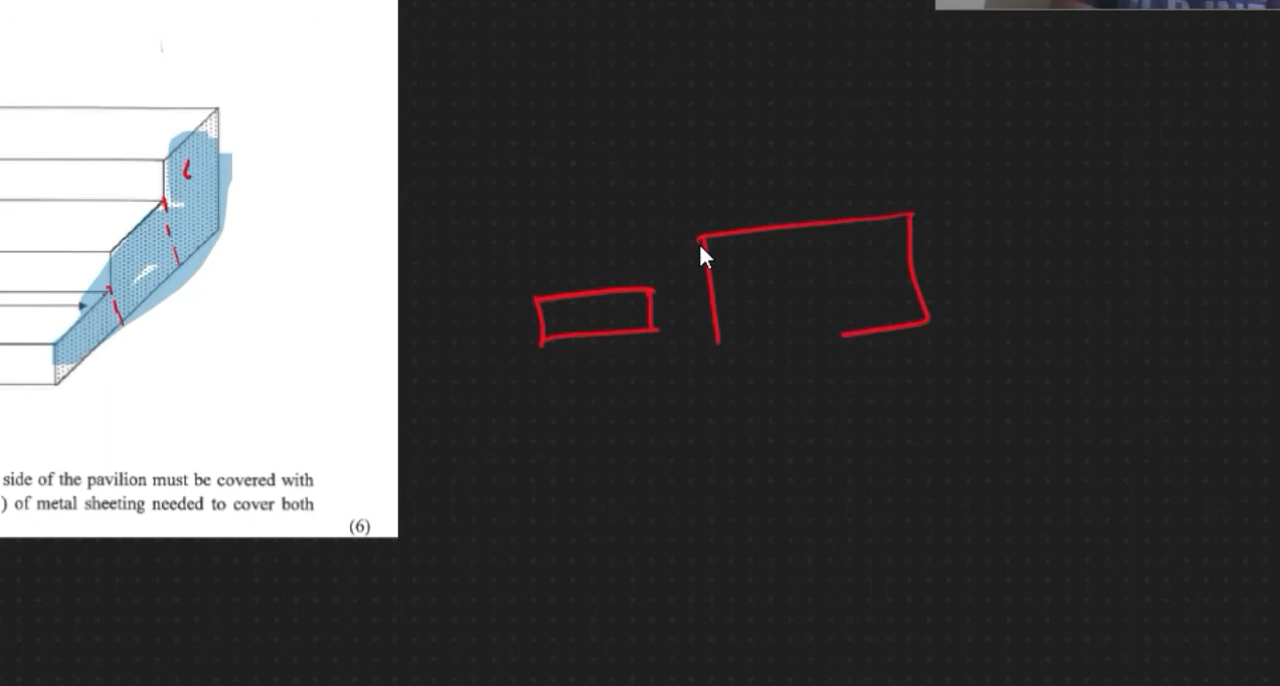 side of the pavilion must be covered with
) of metal sheeting needed to cover both
(6)